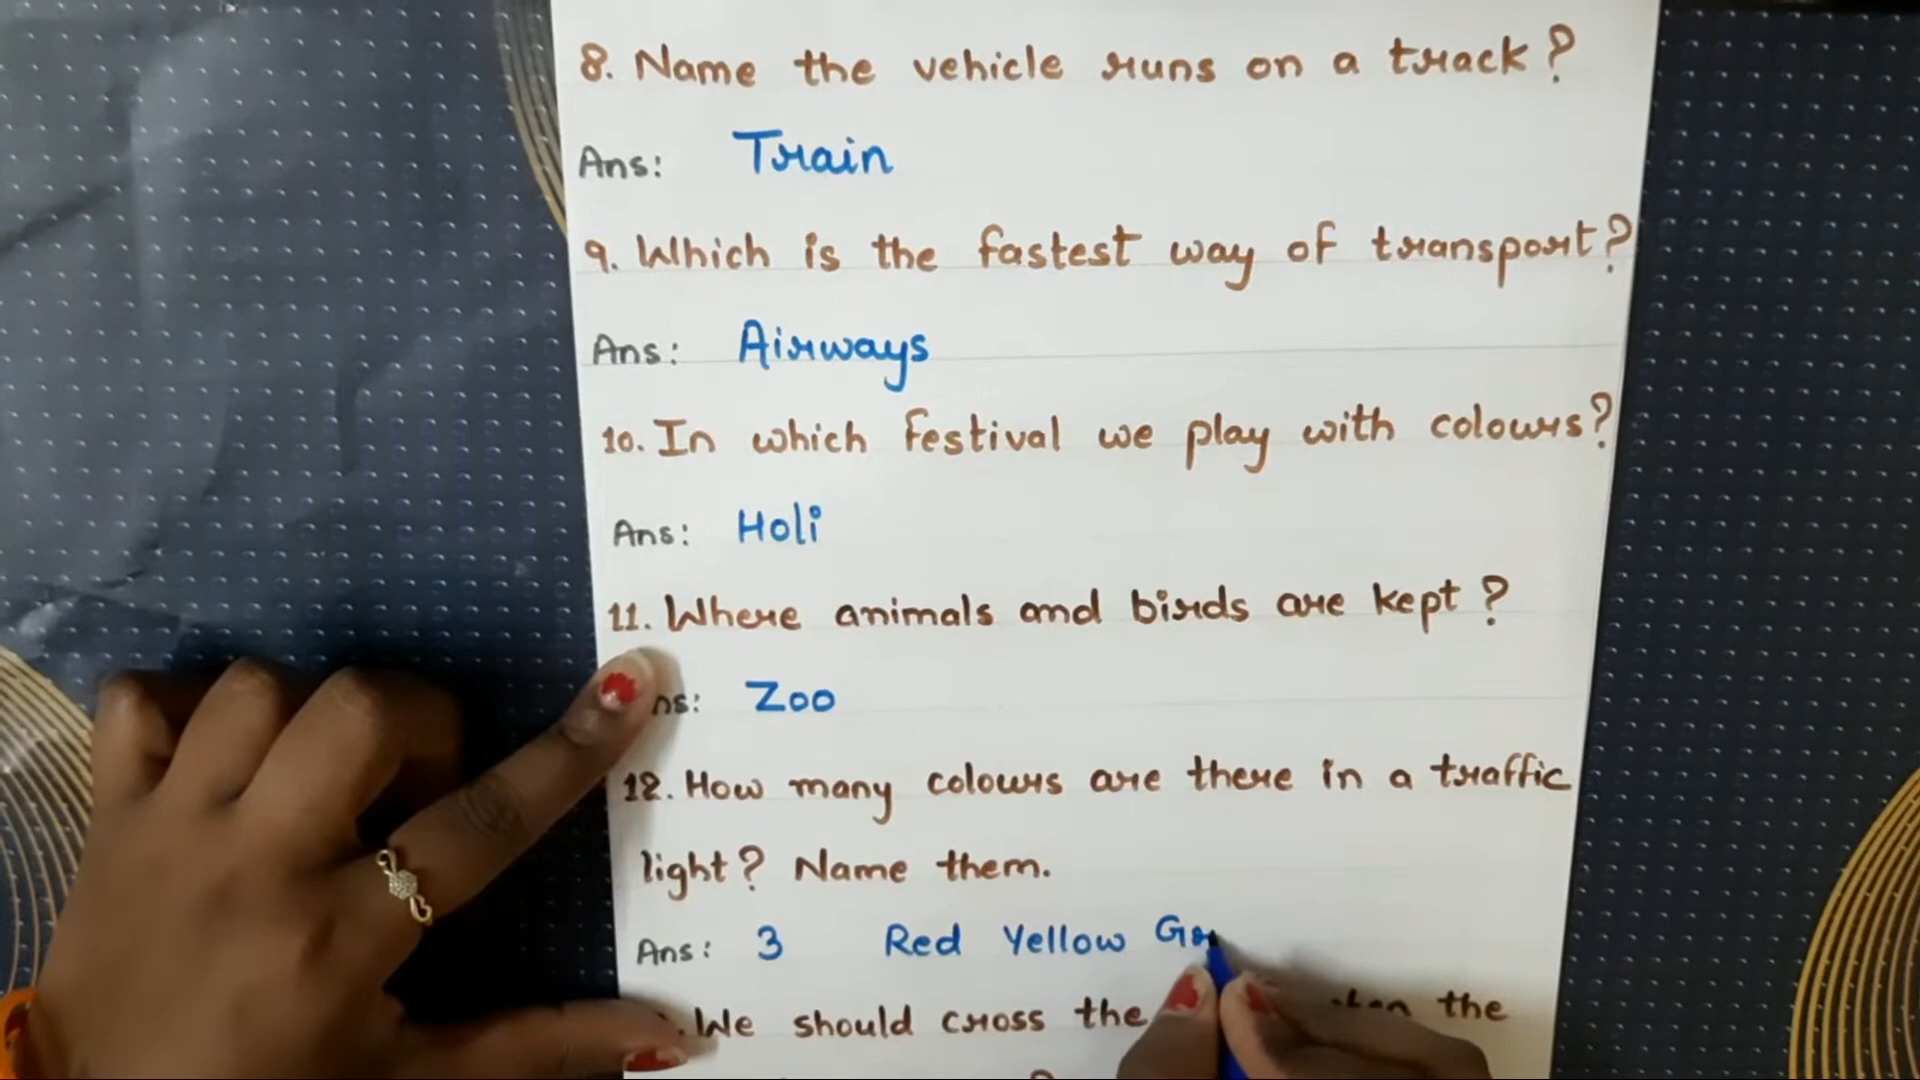 8. Name the vehicle runs on a track?
Ans: Train
9. Which is the fastest way of transport?
Ans: Airways
10. In which festival we play with colours?
Ans: Holi
11. Where animals and birds are kept?
ns: Zoo
12. How many colours are there in a traffic
light? Name them.
Ans: 3 Red Yellow Gr
. We should cross the the